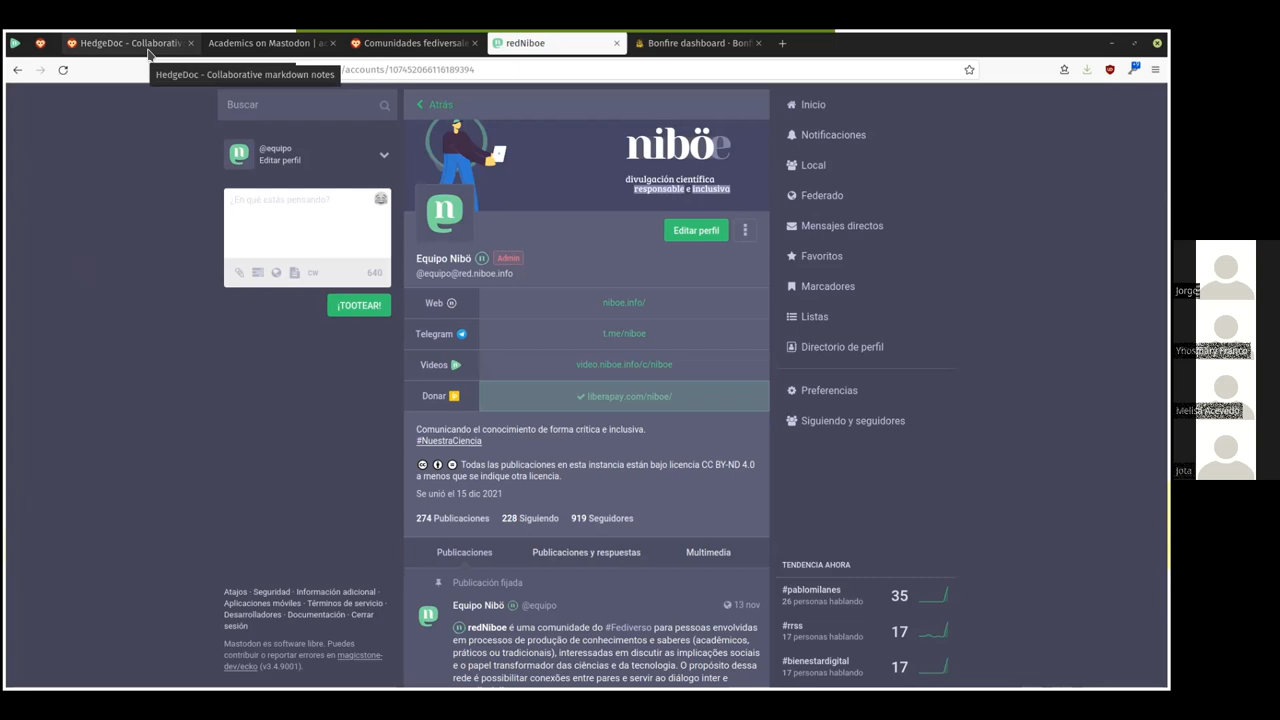 HedgeDoc - Collaborativ
Academics on Mastodon | a
Comunidades fediversale
redNiboe
Bonfire dashboard · Bonf
HedgeDoc - Collaborative markdown notes
/accounts/107452066116189394
Buscar
@equipo
Editar perfil
¿En qué estás pensando?
cw
640
¡TOOTEAR!
Atrás
niböe
divulgación científica
responsable e inclusiva
Editar perfil
Equipo Nibö
Admin
@equipo@red.niboe.info
Web
niboe.info/
Telegram
t.me/niboe
Videos
video.niboe.info/c/niboe
Donar
liberapay.com/niboe/
Comunicando el conocimiento de forma crítica e inclusiva.
#NuestraCiencia
Todas las publicaciones en esta instancia están bajo licencia CC BY-ND 4.0
a menos que se indique otra licencia.
Se unió el 15 dic 2021
274 Publicaciones 228 Siguiendo 919 Seguidores
Publicaciones Publicaciones y respuestas Multimedia
Publicación fijada
Equipo Nibö @equipo
13 nov
redNiboe é uma comunidade do #Fediverso para pessoas envolvidas
em processos de produção de conhecimentos e saberes (acadêmicos,
práticos ou tradicionais), interessadas em discutir as implicações sociais
e o papel transformador das ciências e da tecnologia. O propósito dessa
rede é possibilitar conexões entre pares e servir ao diálogo inter e
Inicio
Notificaciones
Local
Federado
Mensajes directos
Favoritos
Marcadores
Listas
Directorio de perfil
Preferencias
Siguiendo y seguidores
TENDENCIA AHORA
#pablomilanes
26 personas hablando
35
#rrss
17 personas hablando
17
#bienestardigital
17 personas hablando
17
Atajos · Seguridad · Información adicional ·
Aplicaciones móviles · Términos de servicio ·
Desarrolladores · Documentación · Cerrar
sesión
Mastodon es software libre. Puedes
contribuir o reportar errores en magicstone-
dev/ecko (v3.4.9001).
Jorge
Yhosmary Franco
Melisa Acevedo
jota